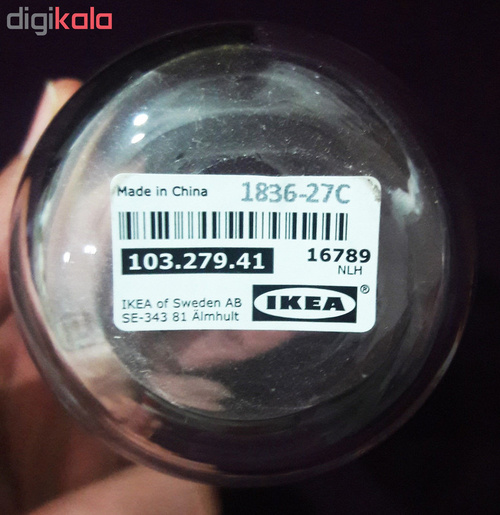 digikala
Made in China 1836-27C
103.279.41 16789
NLH
IKEA of Sweden AB
SE-343 81 Älmhult
IKEA®